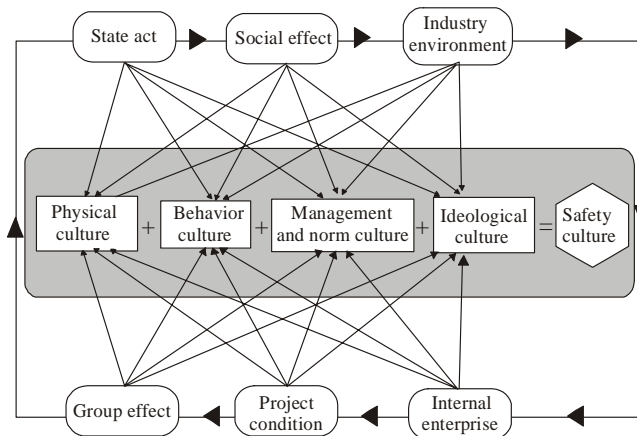 State act
Social effect
Industry
environment
Physical
culture
+
Behavior
culture
+
Management
and norm culture
+
Ideological
culture
=
Safety
culture
Group effect
Project
condition
Internal
enterprise